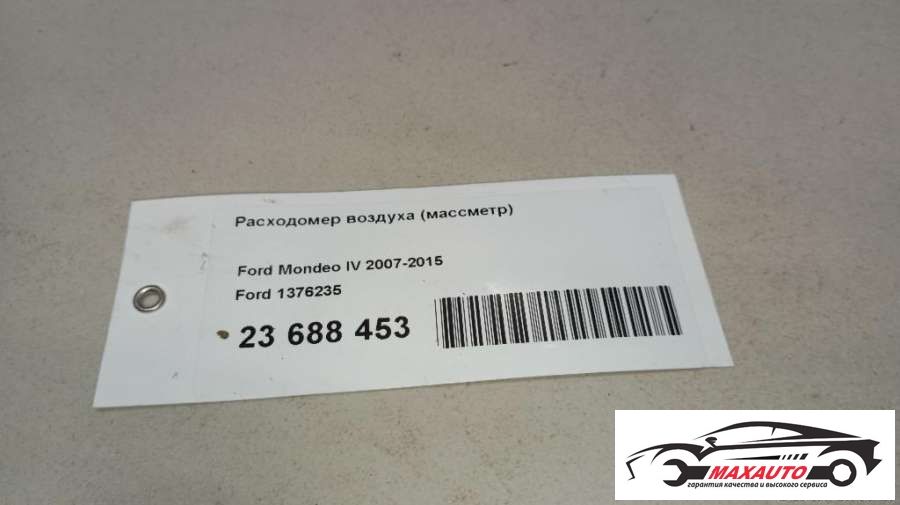 Расходомер воздуха (массметр)
Ford Mondeo IV 2007-2015
Ford 1376235
23 688 453
MAXAUTO
гарантия качества и высокого сервиса